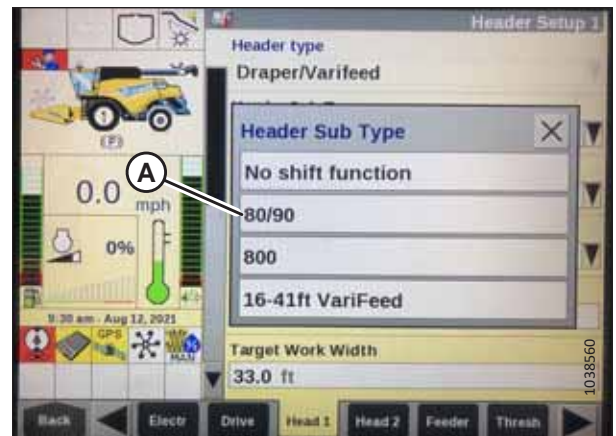 Header Setup 1
Header type
Draper/Varifeed
Header Sub Type
No shift function
80/90
800
16-41ft VariFeed
Target Work Width
33.0 ft
A
(F)
1
0.0 mph
0%
9:30 am - Aug 12, 2021
GPS
MAN
Back
Electr
Drive
Head 1
Head 2
Feeder
Thresh
1038560